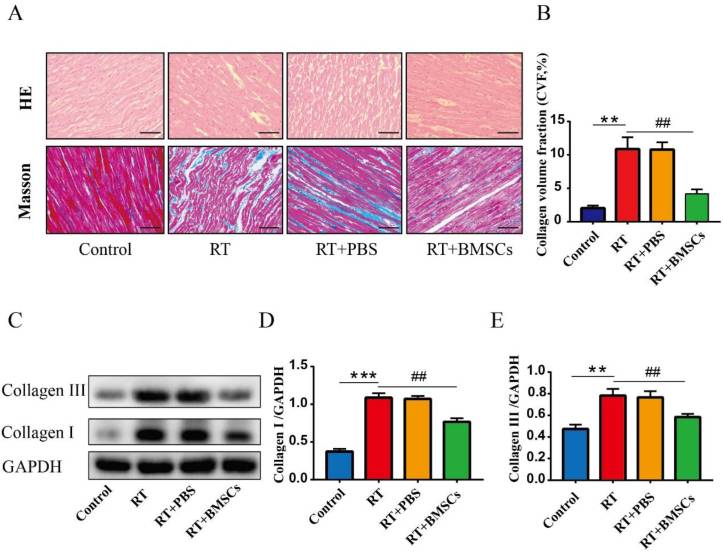 A
HE
Masson
Control
RT
RT+PBS
RT+BMSCs
B
Collagen volume fraction (CVF,%)
15
10
5
0
**
##
Control
RT
RT+PBS
RT+BMSCs
C
Collagen III
Collagen I
GAPDH
Control
RT
RT+PBS
RT+BMSCs
D
Collagen I /GAPDH
1.5
1.0
0.5
0.0
***
##
Control
RT
RT+PBS
RT+BMSCs
E
Collagen III /GAPDH
1.0
0.8
0.6
0.4
0.2
0.0
**
##
Control
RT
RT+PBS
RT+BMSCs